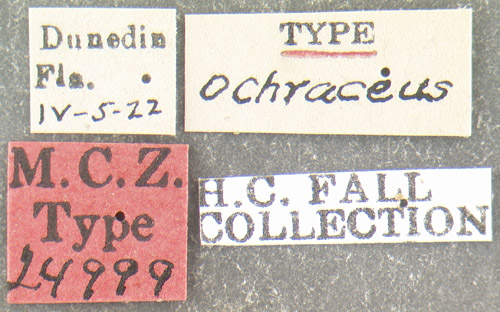 Dunedin
Fla.
IV-5-22
TYPE
ochraceus
M.C.Z.
Type
24999
H.C. FALL
COLLECTION